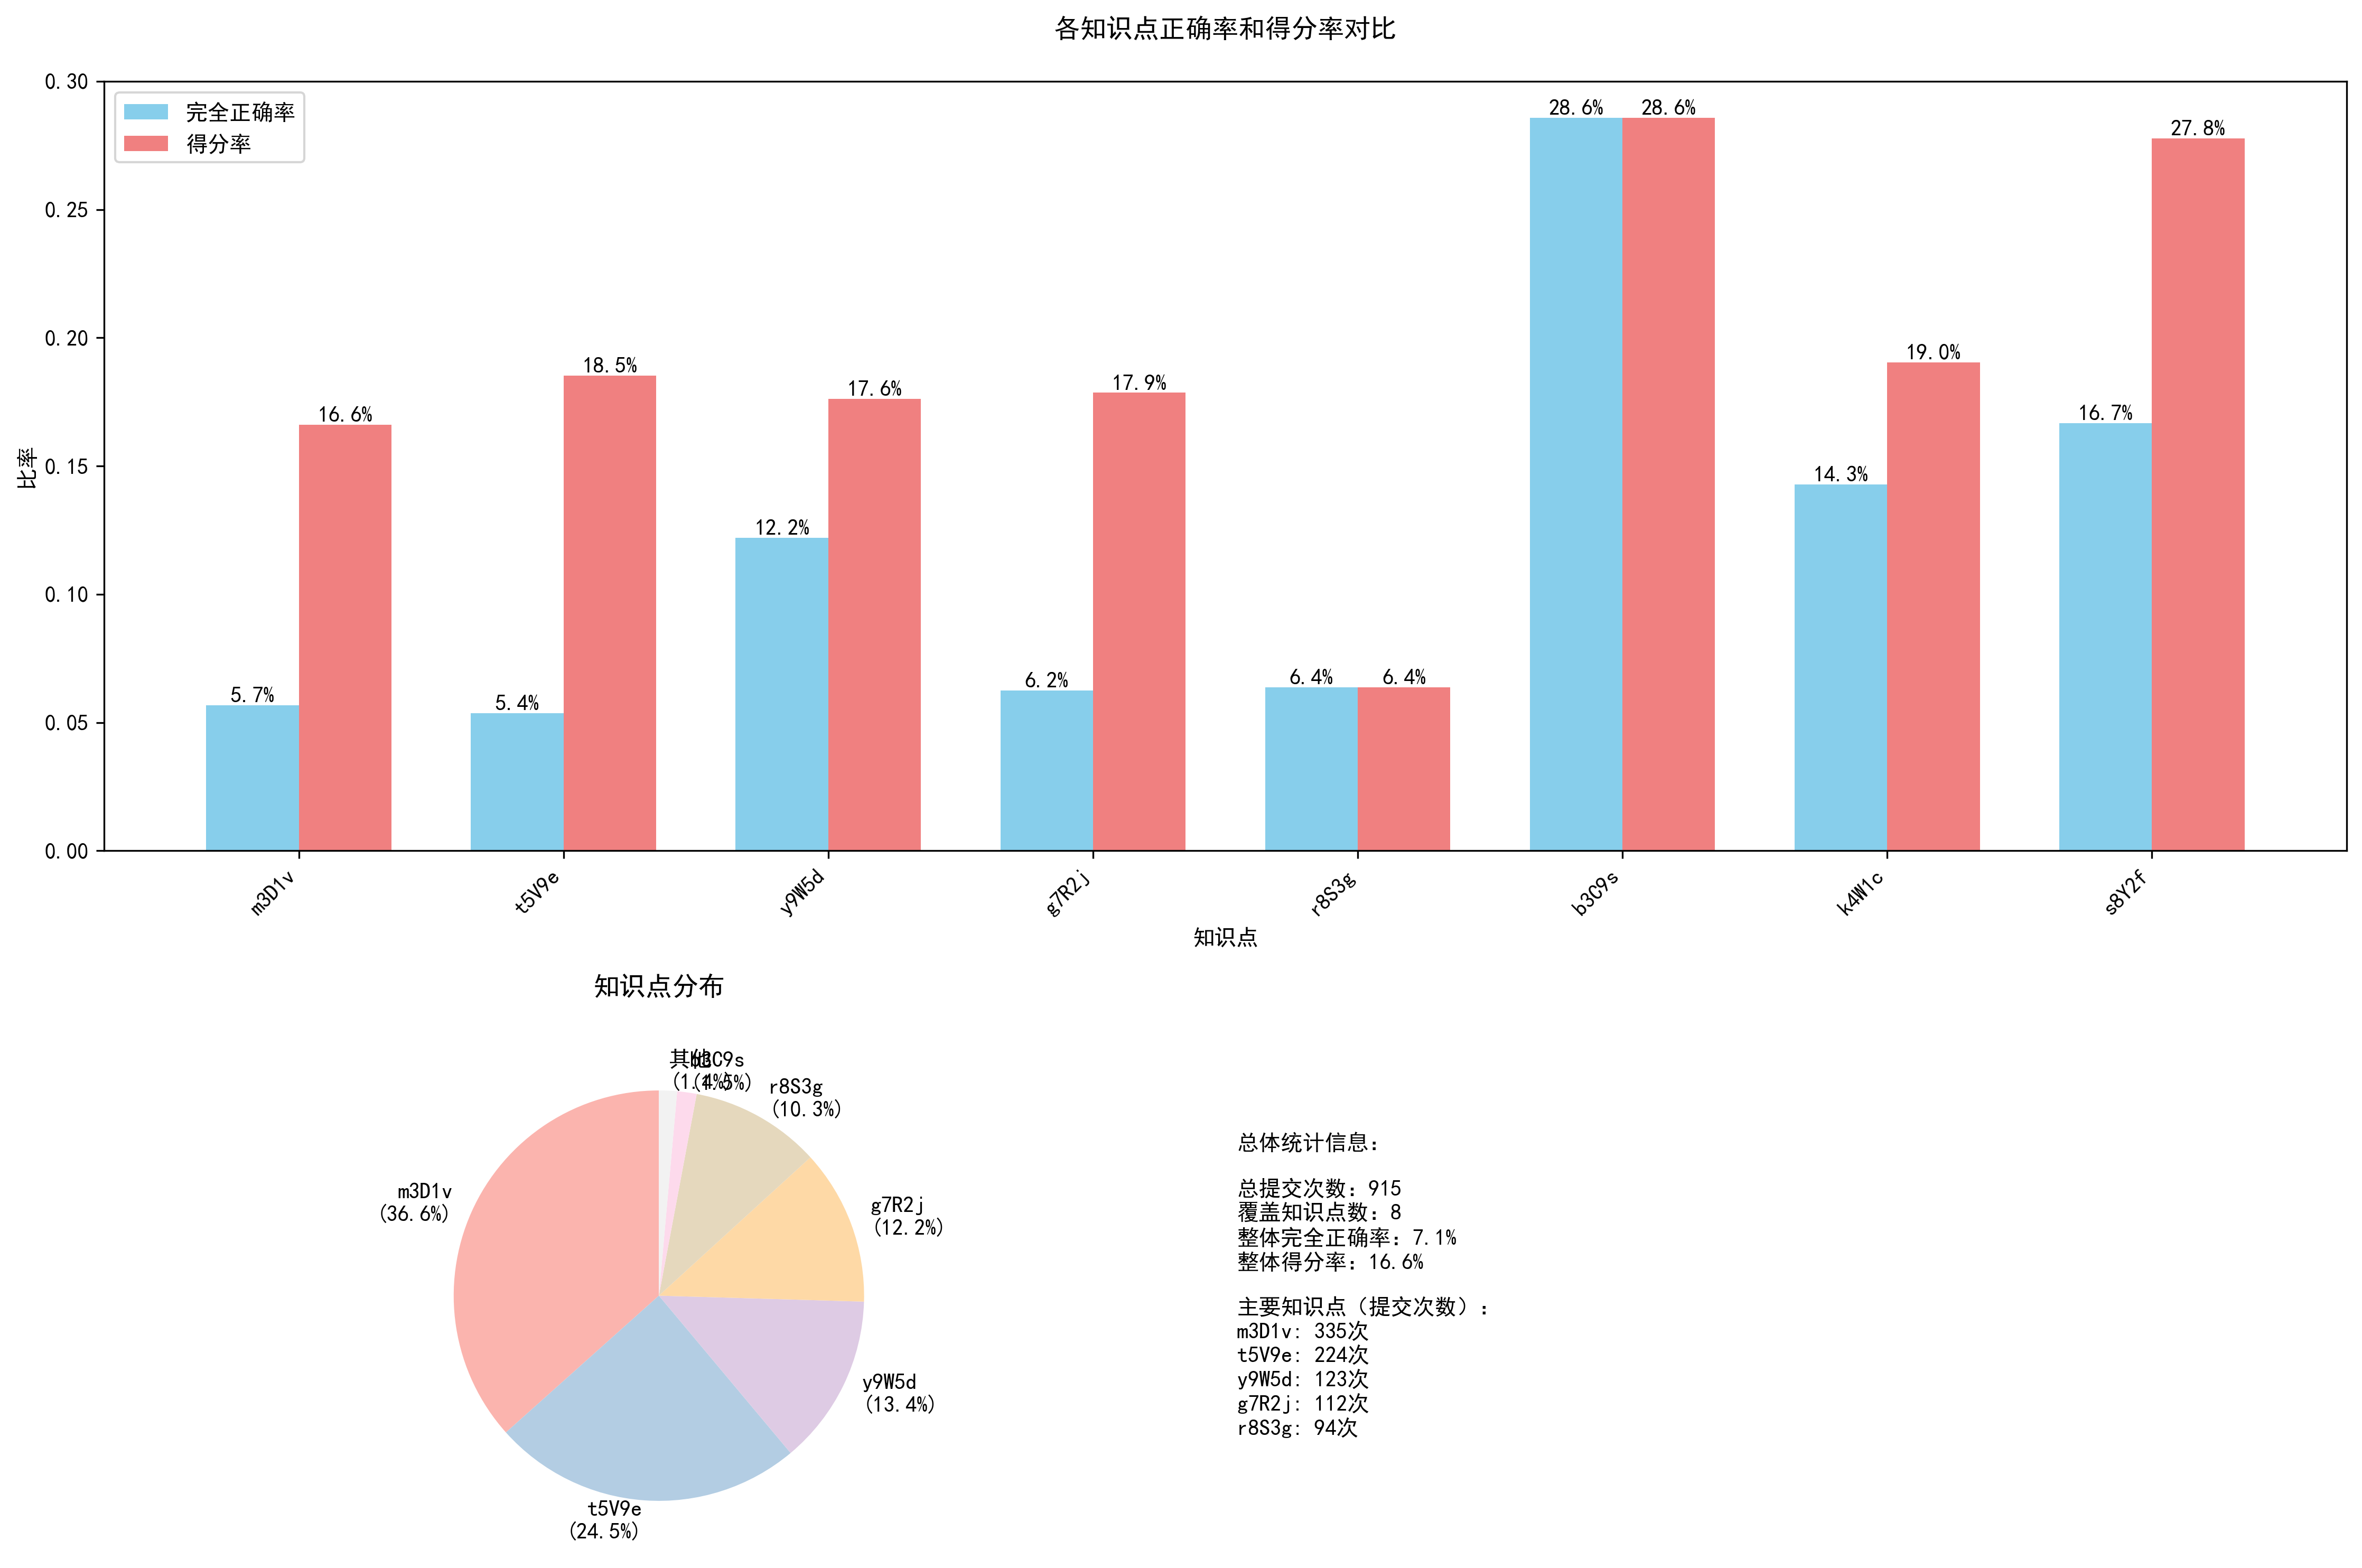 各知识点正确率和得分率对比
完全正确率
得分率
比率
0.30
0.25
0.20
0.15
0.10
0.05
0.00
5.7%
16.6%
5.4%
18.5%
12.2%
17.6%
6.2%
17.9%
6.4%
6.4%
28.6%
28.6%
14.3%
19.0%
16.7%
27.8%
m3D1v
t5V9e
y9W5d
g7R2j
r8S3g
b3C9s
k4W1c
s8Y2f
知识点
知识点分布
其他
(1.4%)
b3C9s
(1.5%)
r8S3g
(10.3%)
g7R2j
(12.2%)
y9W5d
(13.4%)
t5V9e
(24.5%)
m3D1v
(36.6%)
总体统计信息：
总提交次数：915
覆盖知识点数：8
整体完全正确率：7.1%
整体得分率：16.6%
主要知识点（提交次数）：
m3D1v: 335次
t5V9e: 224次
y9W5d: 123次
g7R2j: 112次
r8S3g: 94次